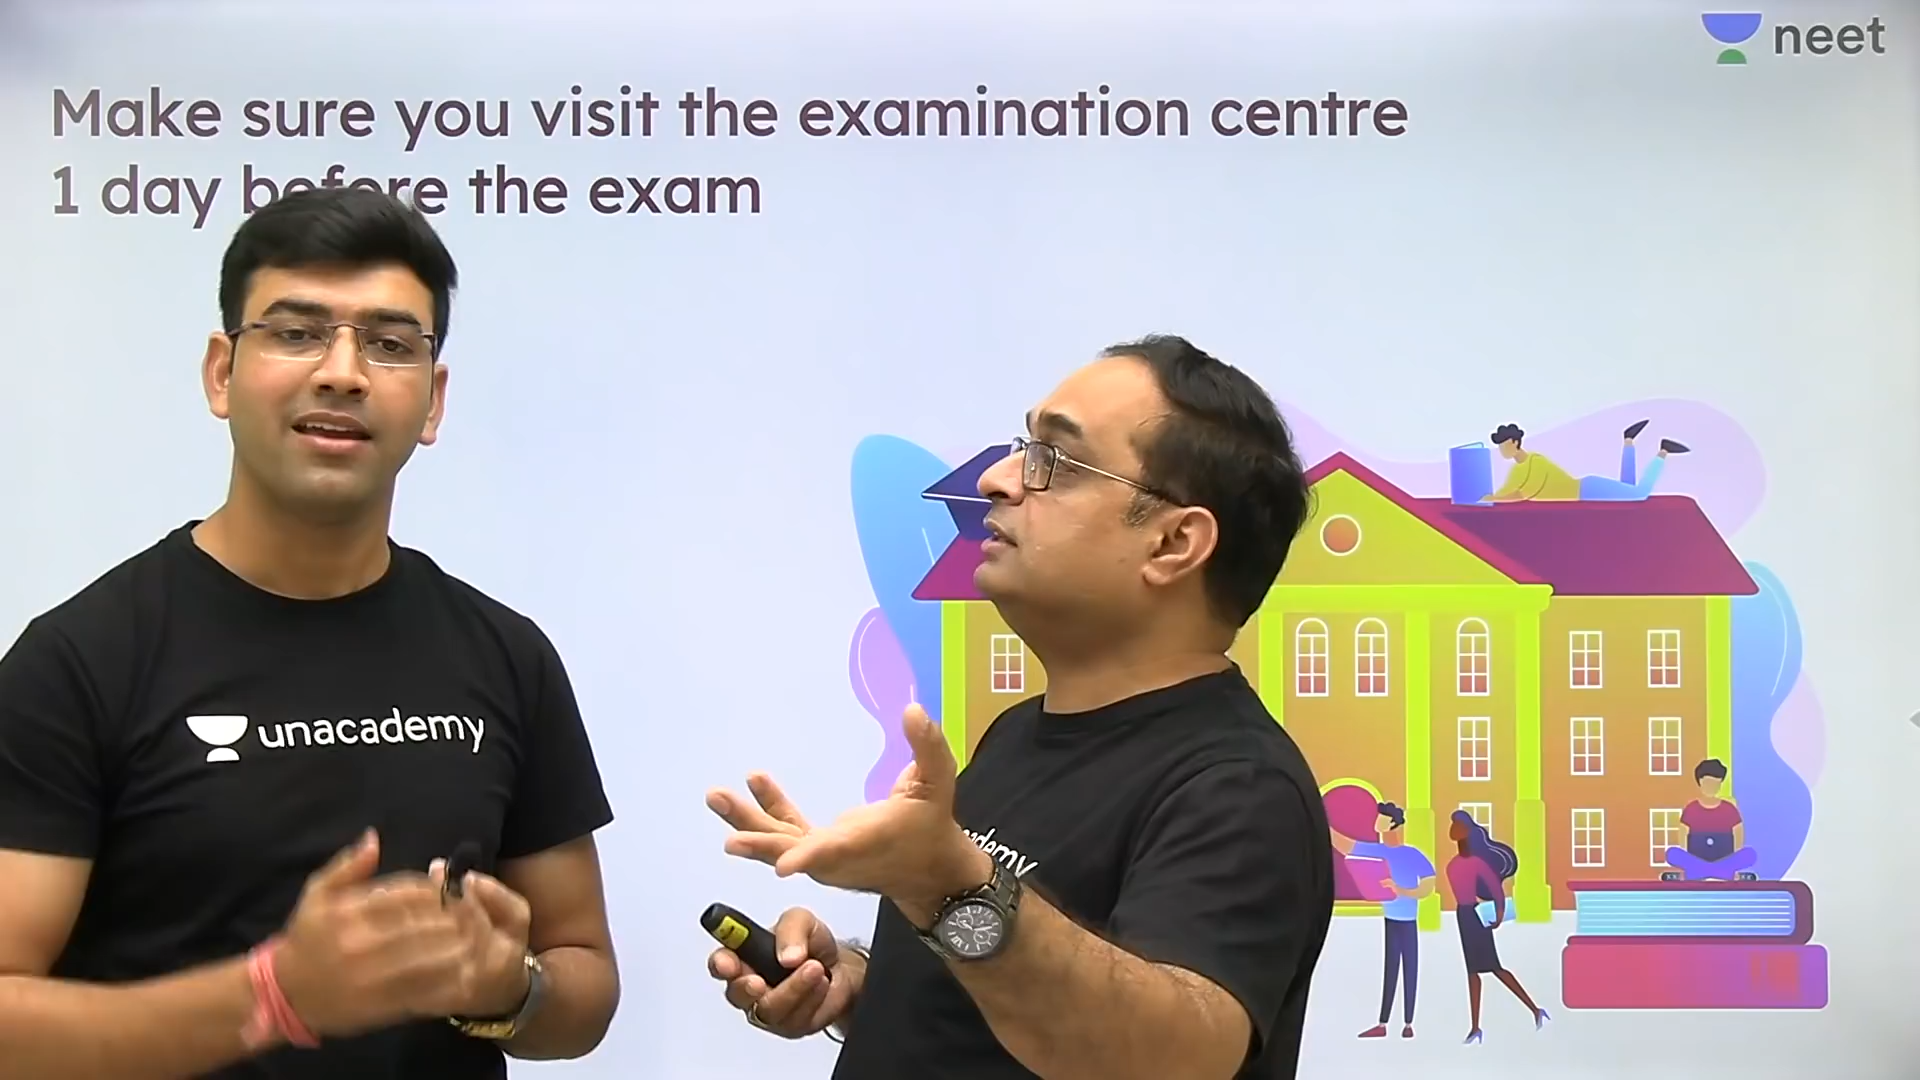 neet
Make sure you visit the examination centre
1 day before the exam
unacademy